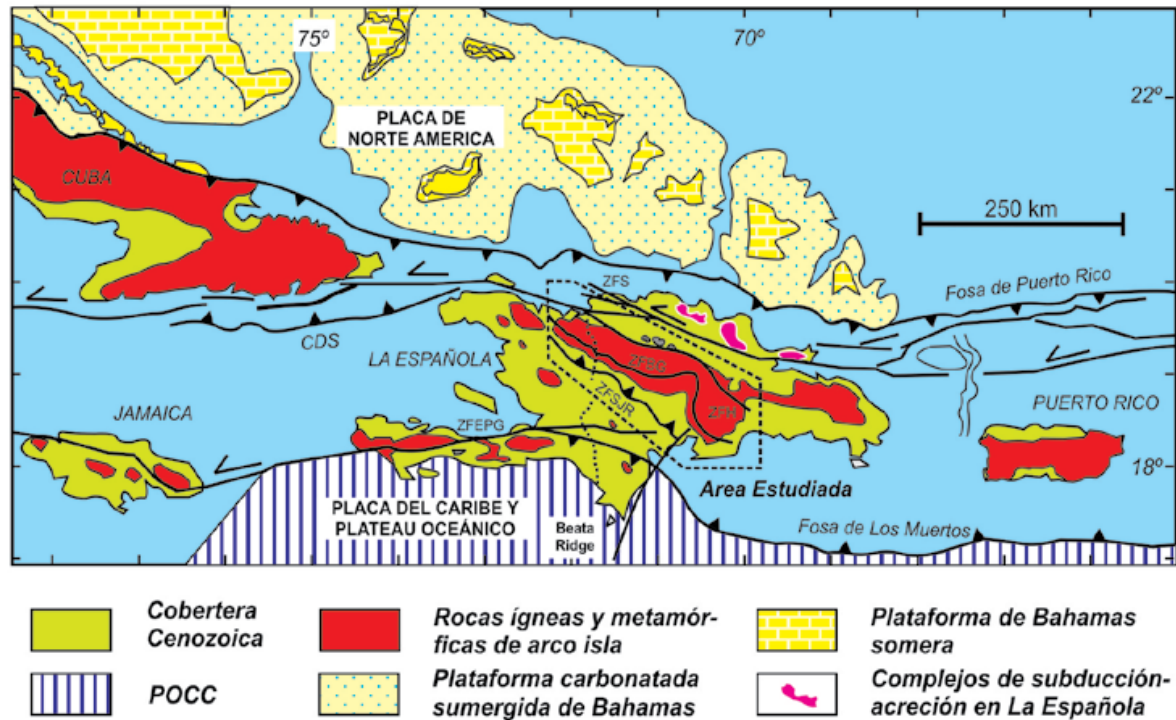 75º
70º
22º
PLACA DE
NORTE AMERICA
CUBA
250 km
ZFS
Fosa de Puerto Rico
CDS
LA ESPAÑOLA
ZFBG
ZFSJR
ZFH
JAMAICA
ZFEPG
PUERTO RICO
18º
Area Estudiada
PLACA DEL CARIBE Y
PLATEAU OCEÁNICO
Beata
Ridge
Fosa de Los Muertos
Cobertera
Cenozoica
Rocas ígneas y metamór-
ficas de arco isla
Plataforma de Bahamas
somera
POCC
Plataforma carbonatada
sumergida de Bahamas
Complejos de subducción-
acreción en La Española